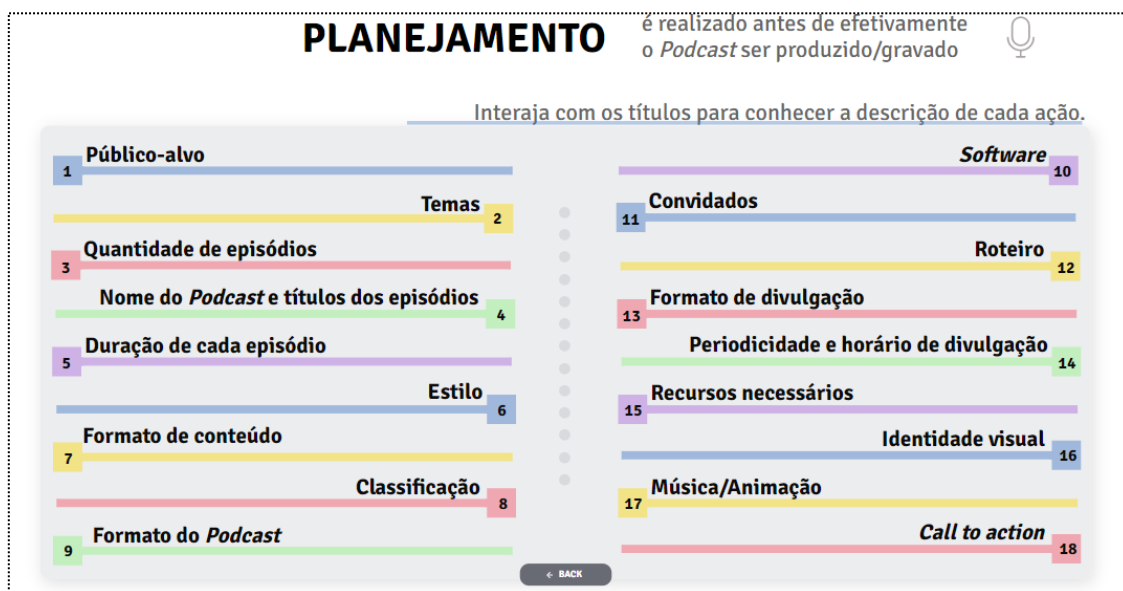 PLANEJAMENTO
é realizado antes de efetivamente
o Podcast ser produzido/gravado
Interaja com os títulos para conhecer a descrição de cada ação.
1 Público-alvo
Temas 2
3 Quantidade de episódios
Nome do Podcast e títulos dos episódios 4
5 Duração de cada episódio
Estilo 6
7 Formato de conteúdo
Classificação 8
9 Formato do Podcast
Software 10
11 Convidados
Roteiro 12
13 Formato de divulgação
Periodicidade e horário de divulgação 14
15 Recursos necessários
Identidade visual 16
17 Música/Animação
Call to action 18
← BACK